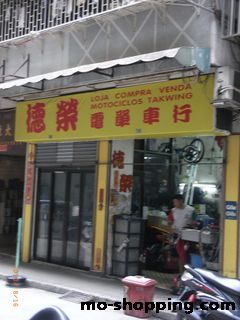 LOJA COMPRA VENDA
MOTOCICLOS TAKWING
德榮 電單車行
德榮
mo-shopping.com